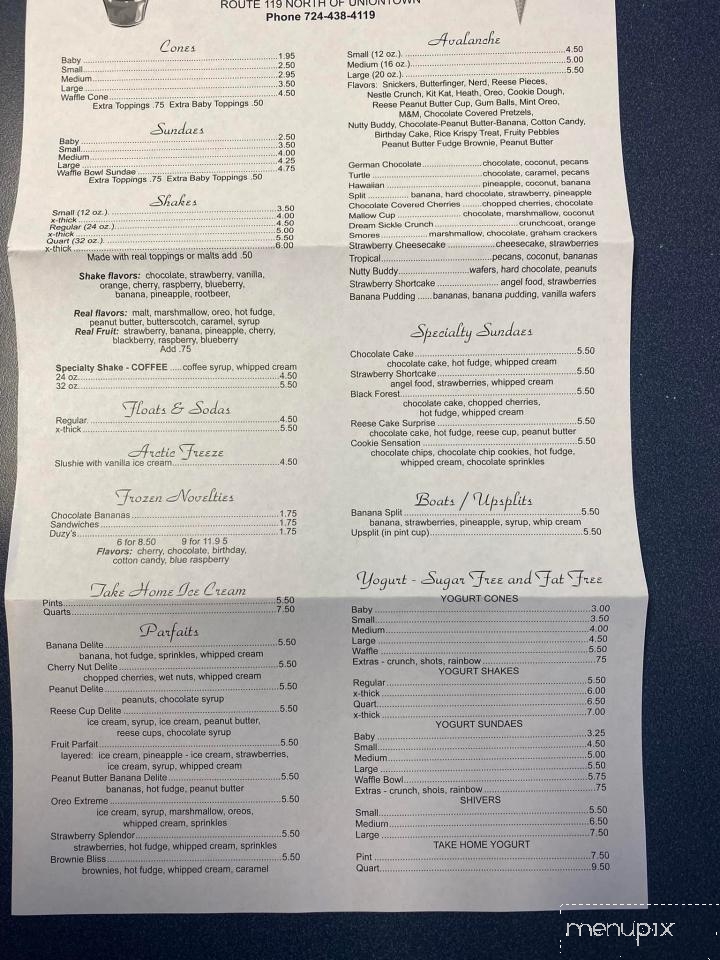 ROUTE 119 NORTH OF UNIONTOWN
Phone 724-438-4119
Cones
Baby 1.95
Small 2.50
Medium 2.95
Large 3.50
Waffle Cone 4.50
Extra Toppings .75 Extra Baby Toppings .50
Sundaes
Baby 2.50
Small 3.50
Medium 4.00
Large 4.25
Waffle Bowl Sundae 4.75
Extra Toppings .75 Extra Baby Toppings .50
Shakes
Small (12 oz.) 3.50
x-thick 4.00
Regular (24 oz.) 4.50
x-thick 5.00
Quart (32 oz.) 5.50
x-thick 6.00
Made with real toppings or malts add .50
Shake flavors: chocolate, strawberry, vanilla,
orange, cherry, raspberry, blueberry,
banana, pineapple, rootbeer,
Real flavors: malt, marshmallow, oreo, hot fudge,
peanut butter, butterscotch, caramel, syrup
Real Fruit: strawberry, banana, pineapple, cherry,
blackberry, raspberry, blueberry
Add .75
Specialty Shake - COFFEE ..... coffee syrup, whipped cream
24 oz. 4.50
32 oz. 5.50
Floats & Sodas
Regular. 4.50
x-thick 5.50
Arctic Freeze
Slushie with vanilla ice cream 4.50
Frozen Novelties
Chocolate Bananas 1.75
Sandwiches 1.75
Duzy's 1.75
6 for 8.50 9 for 11.9 5
Flavors: cherry, chocolate, birthday,
cotton candy, blue raspberry
Take Home Ice Cream
Pints 5.50
Quarts 7.50
Parfaits
Banana Delite 5.50
banana, hot fudge, sprinkles, whipped cream
Cherry Nut Delite 5.50
chopped cherries, wet nuts, whipped cream
Peanut Delite 5.50
peanuts, chocolate syrup
Reese Cup Delite 5.50
ice cream, syrup, ice cream, peanut butter,
reese cups, chocolate syrup
Fruit Parfait 5.50
layered: ice cream, pineapple - ice cream, strawberries,
ice cream, syrup, whipped cream
Peanut Butter Banana Delite 5.50
bananas, hot fudge, peanut butter
Oreo Extreme 5.50
ice cream, syrup, marshmallow, oreos,
whipped cream, sprinkles
Strawberry Splendor 5.50
strawberries, hot fudge, whipped cream, sprinkles
Brownie Bliss 5.50
brownies, hot fudge, whipped cream, caramel
Avalanche
Small (12 oz.) 4.50
Medium (16 oz.) 5.00
Large (20 oz.) 5.50
Flavors: Snickers, Butterfinger, Nerd, Reese Pieces,
Nestle Crunch, Kit Kat, Heath, Oreo, Cookie Dough,
Reese Peanut Butter Cup, Gum Balls, Mint Oreo,
M&M, Chocolate Covered Pretzels,
Nutty Buddy, Chocolate-Peanut Butter-Banana, Cotton Candy,
Birthday Cake, Rice Krispy Treat, Fruity Pebbles
Peanut Butter Fudge Brownie, Peanut Butter
German Chocolate chocolate, coconut, pecans
Turtle chocolate, caramel, pecans
Hawaiian pineapple, coconut, banana
Split banana, hard chocolate, strawberry, pineapple
Chocolate Covered Cherries chopped cherries, chocolate
Mallow Cup chocolate, marshmallow, coconut
Dream Sickle Crunch crunchcoat, orange
Smores marshmallow, chocolate, graham crackers
Strawberry Cheesecake cheesecake, strawberries
Tropical pecans, coconut, bananas
Nutty Buddy wafers, hard chocolate, peanuts
Strawberry Shortcake angel food, strawberries
Banana Pudding bananas, banana pudding, vanilla wafers
Specialty Sundaes
Chocolate Cake 5.50
chocolate cake, hot fudge, whipped cream
Strawberry Shortcake 5.50
angel food, strawberries, whipped cream
Black Forest 5.50
chocolate cake, chopped cherries,
hot fudge, whipped cream
Reese Cake Surprise 5.50
chocolate cake, hot fudge, reese cup, peanut butter
Cookie Sensation 5.50
chocolate chips, chocolate chip cookies, hot fudge,
whipped cream, chocolate sprinkles
Boats / Upsplits
Banana Split 5.50
banana, strawberries, pineapple, syrup, whip cream
Upsplit (in pint cup) 5.50
Yogurt - Sugar Free and Fat Free
YOGURT CONES
Baby 3.00
Small 3.50
Medium 4.00
Large 4.50
Waffle 5.50
Extras - crunch, shots, rainbow .75
YOGURT SHAKES
Regular 5.50
x-thick 6.00
Quart 6.50
x-thick 7.00
YOGURT SUNDAES
Baby 3.25
Small 4.50
Medium 5.00
Large 5.50
Waffle Bowl 5.75
Extras - crunch, shots, rainbow .75
SHIVERS
Small 5.50
Medium 6.50
Large 7.50
TAKE HOME YOGURT
Pint 7.50
Quart 9.50
menupix